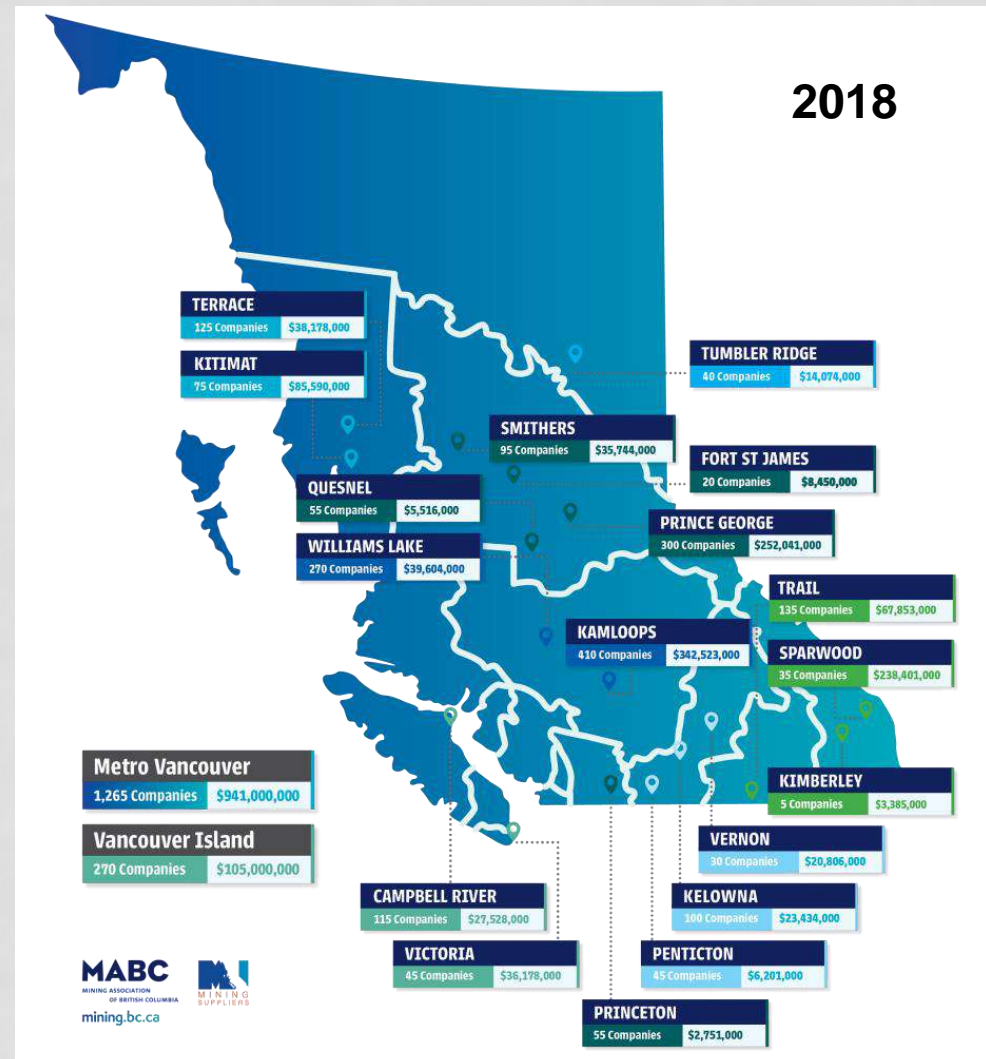 2018
TERRACE
125 Companies $38,178,000
KITIMAT
75 Companies $85,590,000
TUMBLER RIDGE
40 Companies $14,074,000
SMITHERS
95 Companies $35,744,000
FORT ST JAMES
20 Companies $8,450,000
QUESNEL
55 Companies $5,516,000
PRINCE GEORGE
300 Companies $252,041,000
WILLIAMS LAKE
270 Companies $39,604,000
TRAIL
135 Companies $67,853,000
KAMLOOPS
410 Companies $342,523,000
SPARWOOD
35 Companies $238,401,000
Metro Vancouver
1,265 Companies $941,000,000
KIMBERLEY
5 Companies $3,385,000
Vancouver Island
270 Companies $105,000,000
VERNON
30 Companies $20,806,000
CAMPBELL RIVER
115 Companies $27,528,000
KELOWNA
100 Companies $23,434,000
VICTORIA
45 Companies $36,178,000
PENTICTON
45 Companies $6,201,000
PRINCETON
55 Companies $2,751,000
MABC
MINING ASSOCIATION
OF BRITISH COLUMBIA
mining.bc.ca
MINING
SUPPLIERS